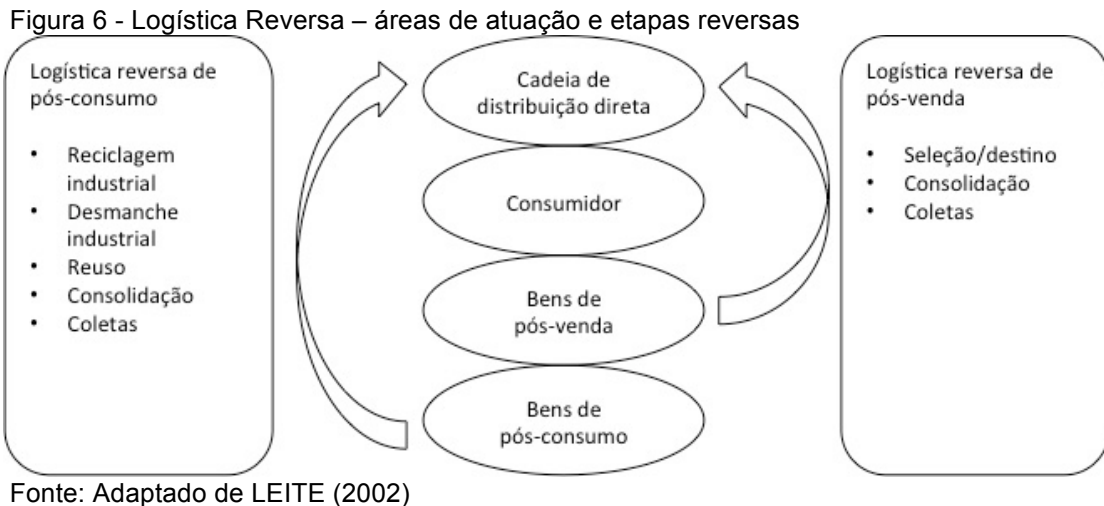 Figura 6 - Logística Reversa – áreas de atuação e etapas reversas
Logística reversa de
pós-consumo
• Reciclagem
industrial
• Desmanche
industrial
• Reuso
• Consolidação
• Coletas
Cadeia de
distribuição direta
Consumidor
Bens de
pós-venda
Bens de
pós-consumo
Logística reversa de
pós-venda
• Seleção/destino
• Consolidação
• Coletas
Fonte: Adaptado de LEITE (2002)